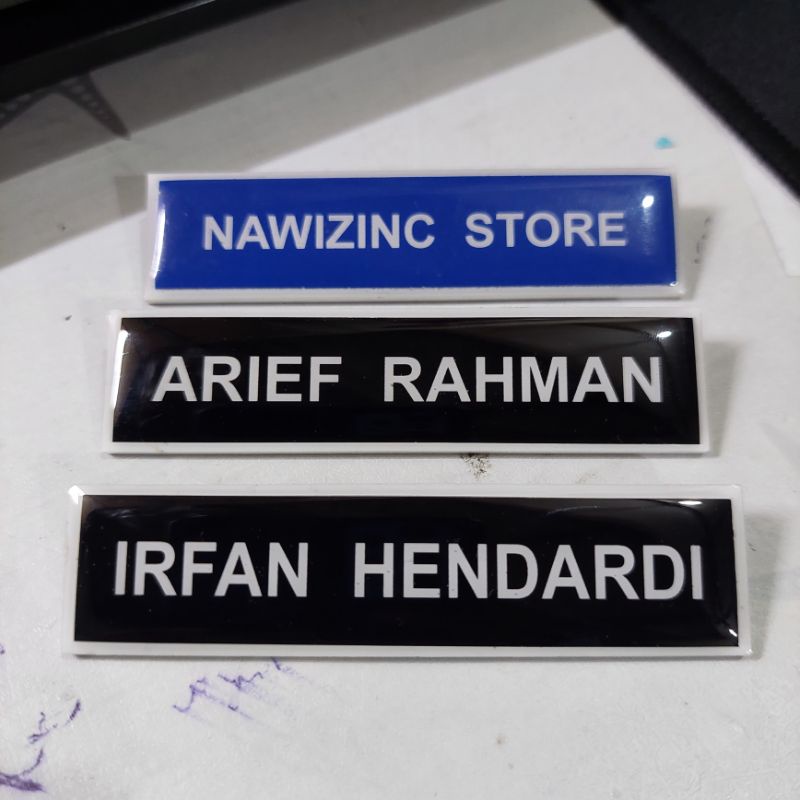 NAWIZINC STORE
ARIEF RAHMAN
IRFAN HENDARDI